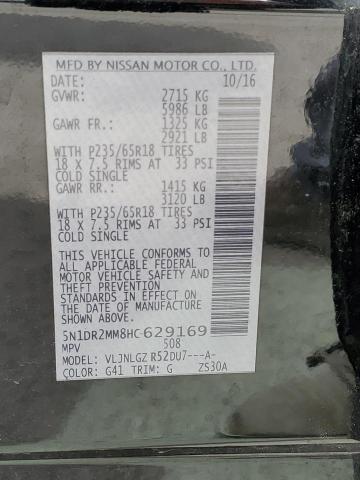 MFD BY NISSAN MOTOR CO., LTD.
DATE: 10/16
GVWR: 2715 KG
5986 LB
GAWR FR.: 1325 KG
2921 LB
WITH P235/65R18 TIRES
18 X 7.5 RIMS AT 33 PSI
COLD SINGLE
GAWR RR.: 1415 KG
3120 LB
WITH P235/65R18 TIRES
18 X 7.5 RIMS AT 33 PSI
COLD SINGLE
THIS VEHICLE CONFORMS TO
ALL APPLICABLE FEDERAL
MOTOR VEHICLE SAFETY AND
THEFT PREVENTION
STANDARDS IN EFFECT ON THE
DATE OF MANUFACTURE
SHOWN ABOVE.
5N1DR2MM8HC629169
MPV 508
MODEL: VLJNLGZ R52DU7---A-
COLOR: G41 TRIM: G ZS30A